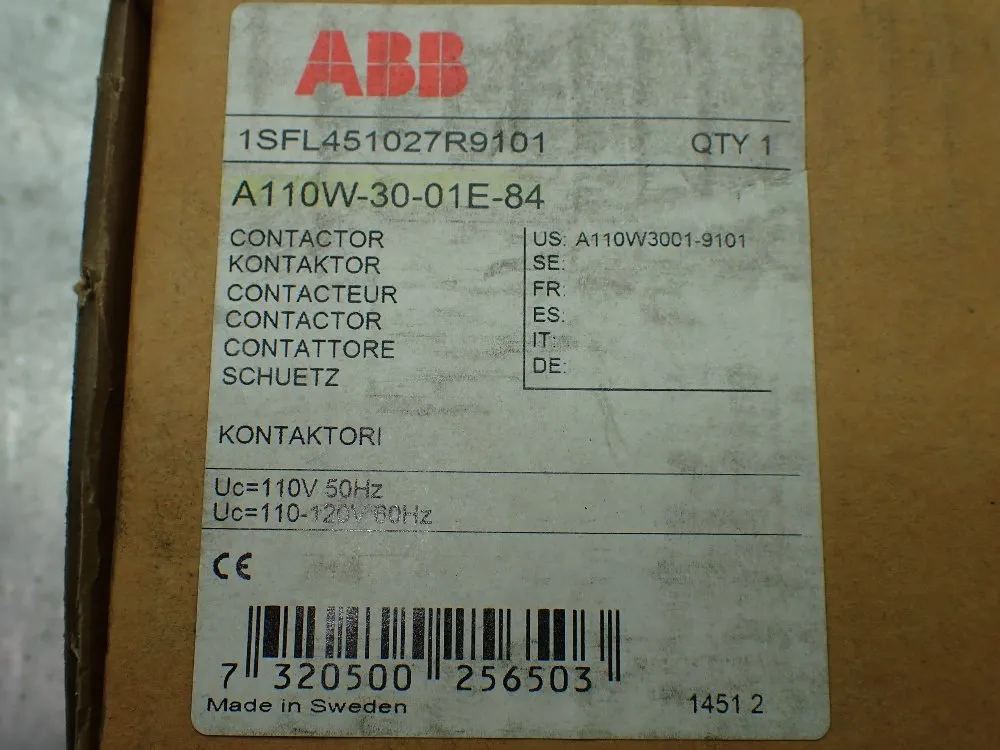 ABB
1SFL451027R9101 QTY 1
A110W-30-01E-84
CONTACTOR
KONTAKTOR
CONTACTEUR
CONTACTOR
CONTATTORE
SCHUETZ
US: A110W3001-9101
SE:
FR:
ES:
IT:
DE:
KONTAKTORI
Uc=110V 50Hz
Uc=110-120V 60Hz
CE
7 320500 256503
Made in Sweden 1451 2